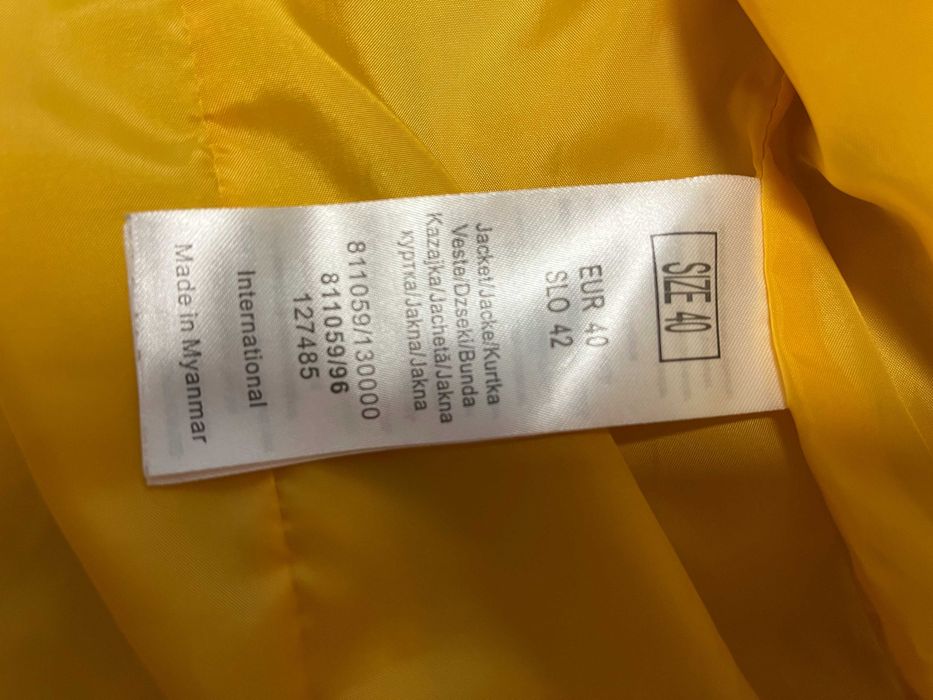 SIZE 40
EUR 40
SLO 42
Jacket/Jacke/Kurtka
Veste/Dzseki/Bunda
Kazajka/Jachetă/Jakna
куртка/Jakna/Jakna
811059/130000
811059/96
127485
International
Made in Myanmar